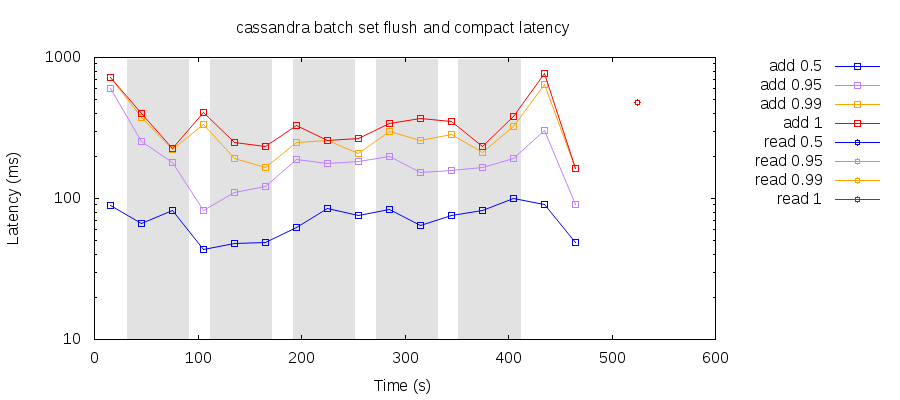 cassandra batch set flush and compact latency
1000
100
10
Latency (ms)
0 100 200 300 400 500 600
Time (s)
add 0.5
add 0.95
add 0.99
add 1
read 0.5
read 0.95
read 0.99
read 1